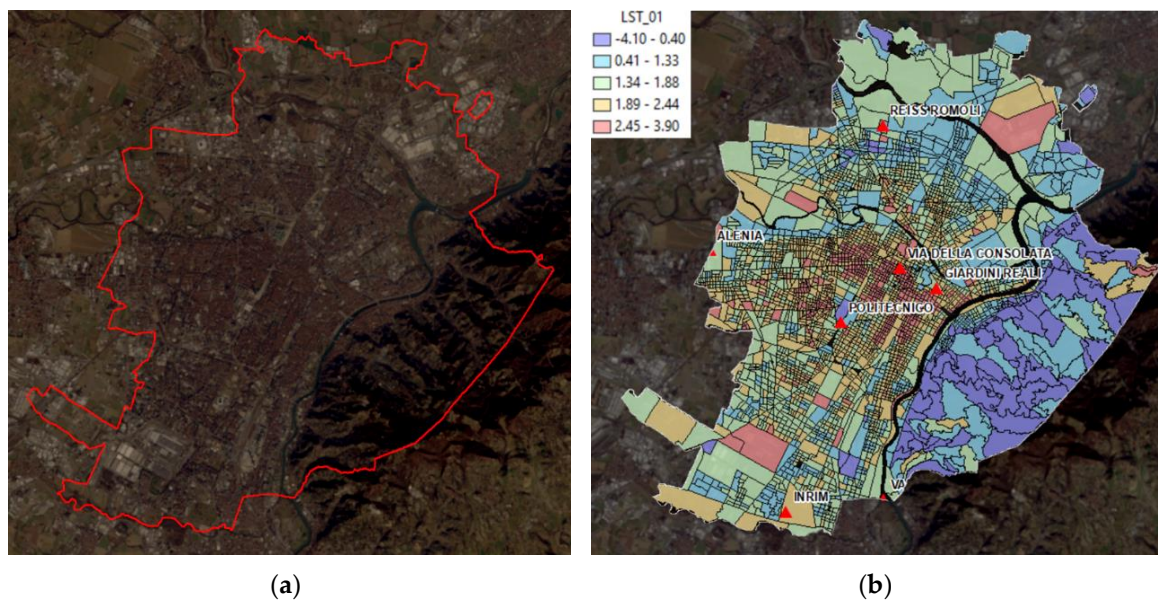 LST_01
-4.10 - 0.40
0.41 - 1.33
1.34 - 1.88
1.89 - 2.44
2.45 - 3.90
REISS ROMOLI
ALENIA
VIA DELLA CONSOLATA
GIARDINI REALI
POLITECNICO
VA
INRIM
(a)
(b)